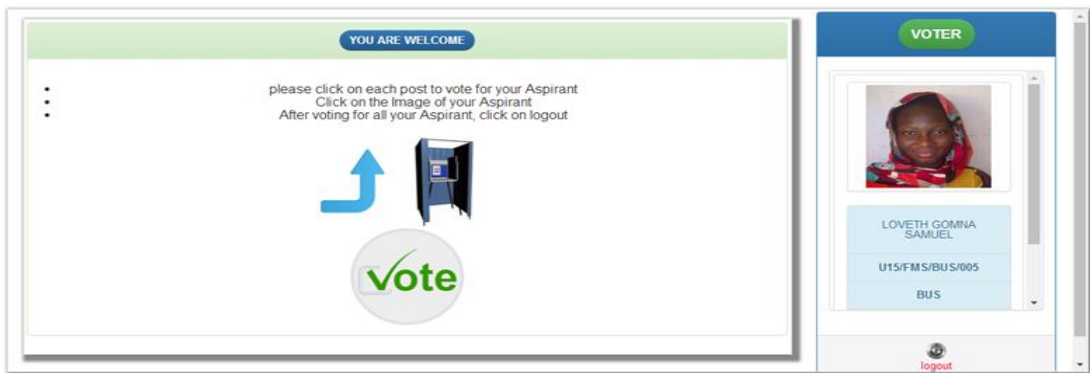 YOU ARE WELCOME
please click on each post to vote for your Aspirant
Click on the Image of your Aspirant
After voting for all your Aspirant, click on logout
vote
VOTER
LOVETH GOMNA
SAMUEL
U15/FMS/BUS/005
BUS
logout